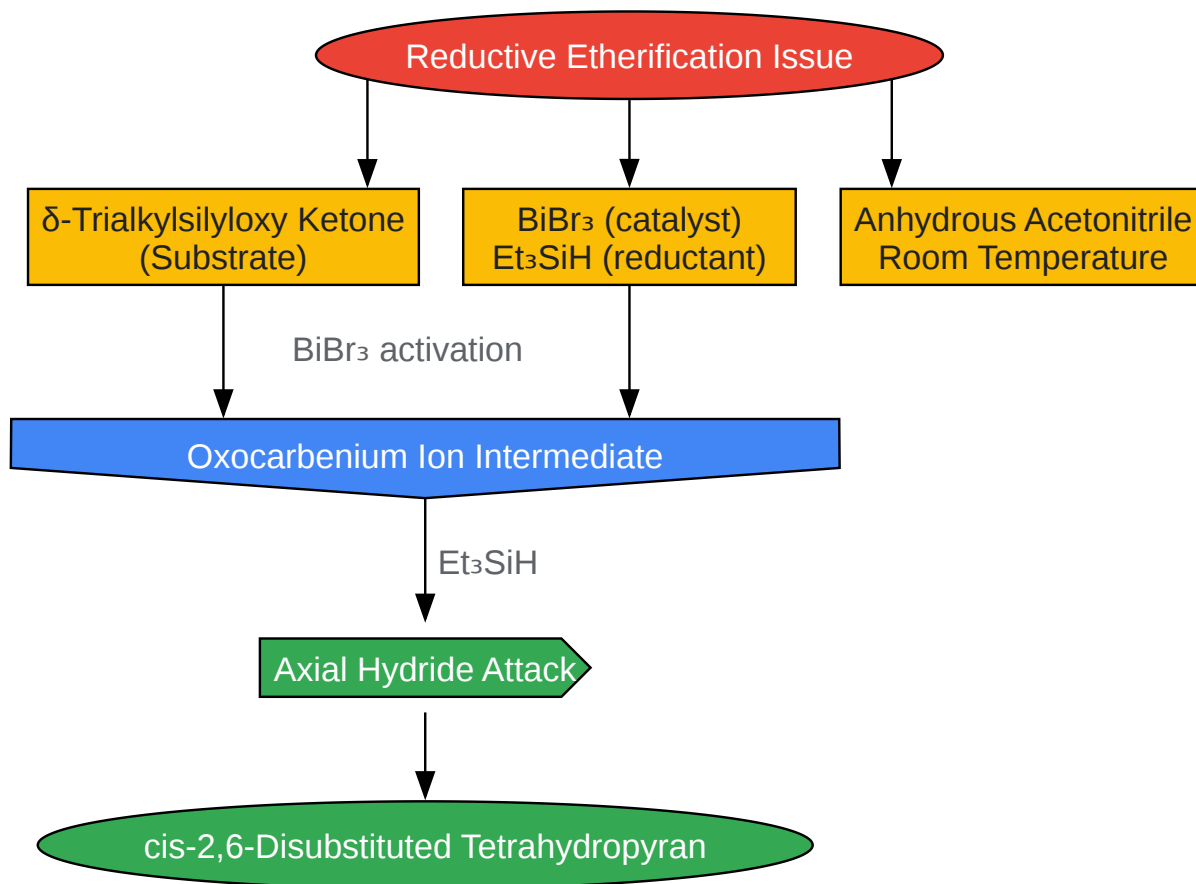 Reductive Etherification Issue
δ-Trialkylsilyloxy Ketone
(Substrate)
BiBr₃ (catalyst)
Et₃SiH (reductant)
Anhydrous Acetonitrile
Room Temperature
BiBr₃ activation
Oxocarbenium Ion Intermediate
Et₃SiH
Axial Hydride Attack
cis-2,6-Disubstituted Tetrahydropyran